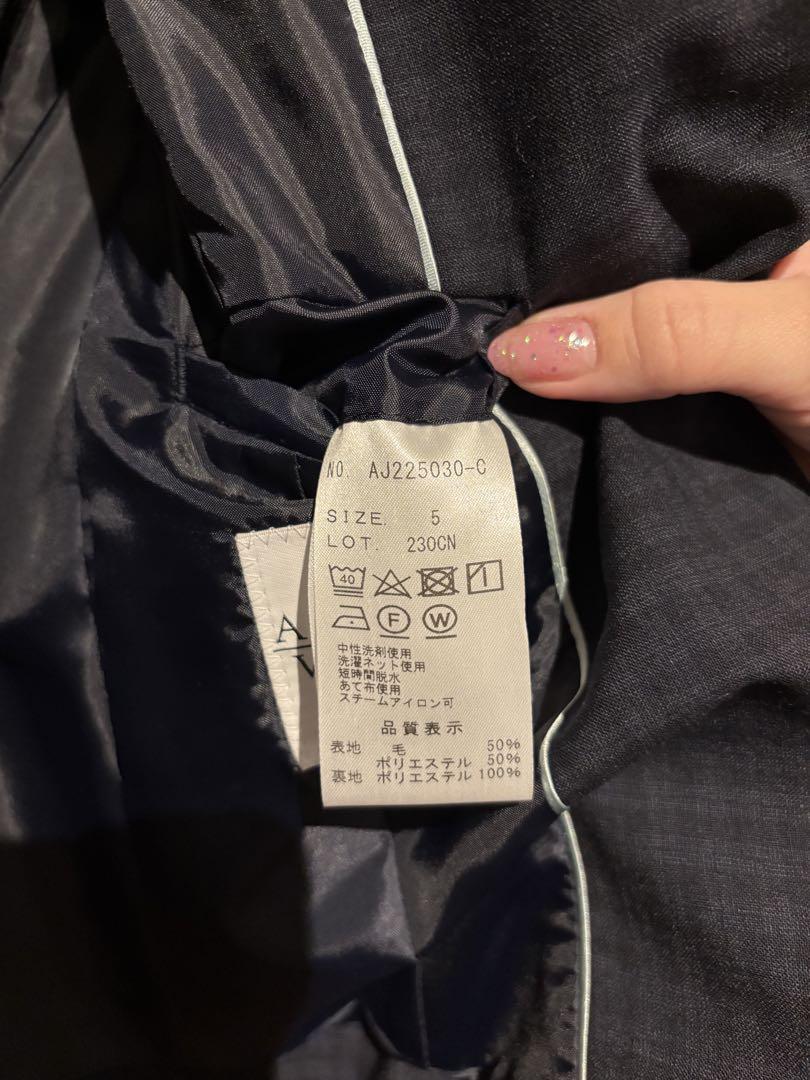 NO. AJ225030-C
SIZE. 5
LOT. 230CN
40
F W
中性洗剤使用
洗濯ネット使用
短時間脱水
あて布使用
スチームアイロン可
品質表示
表地 毛 50%
ポリエステル 50%
裏地 ポリエステル 100%
A